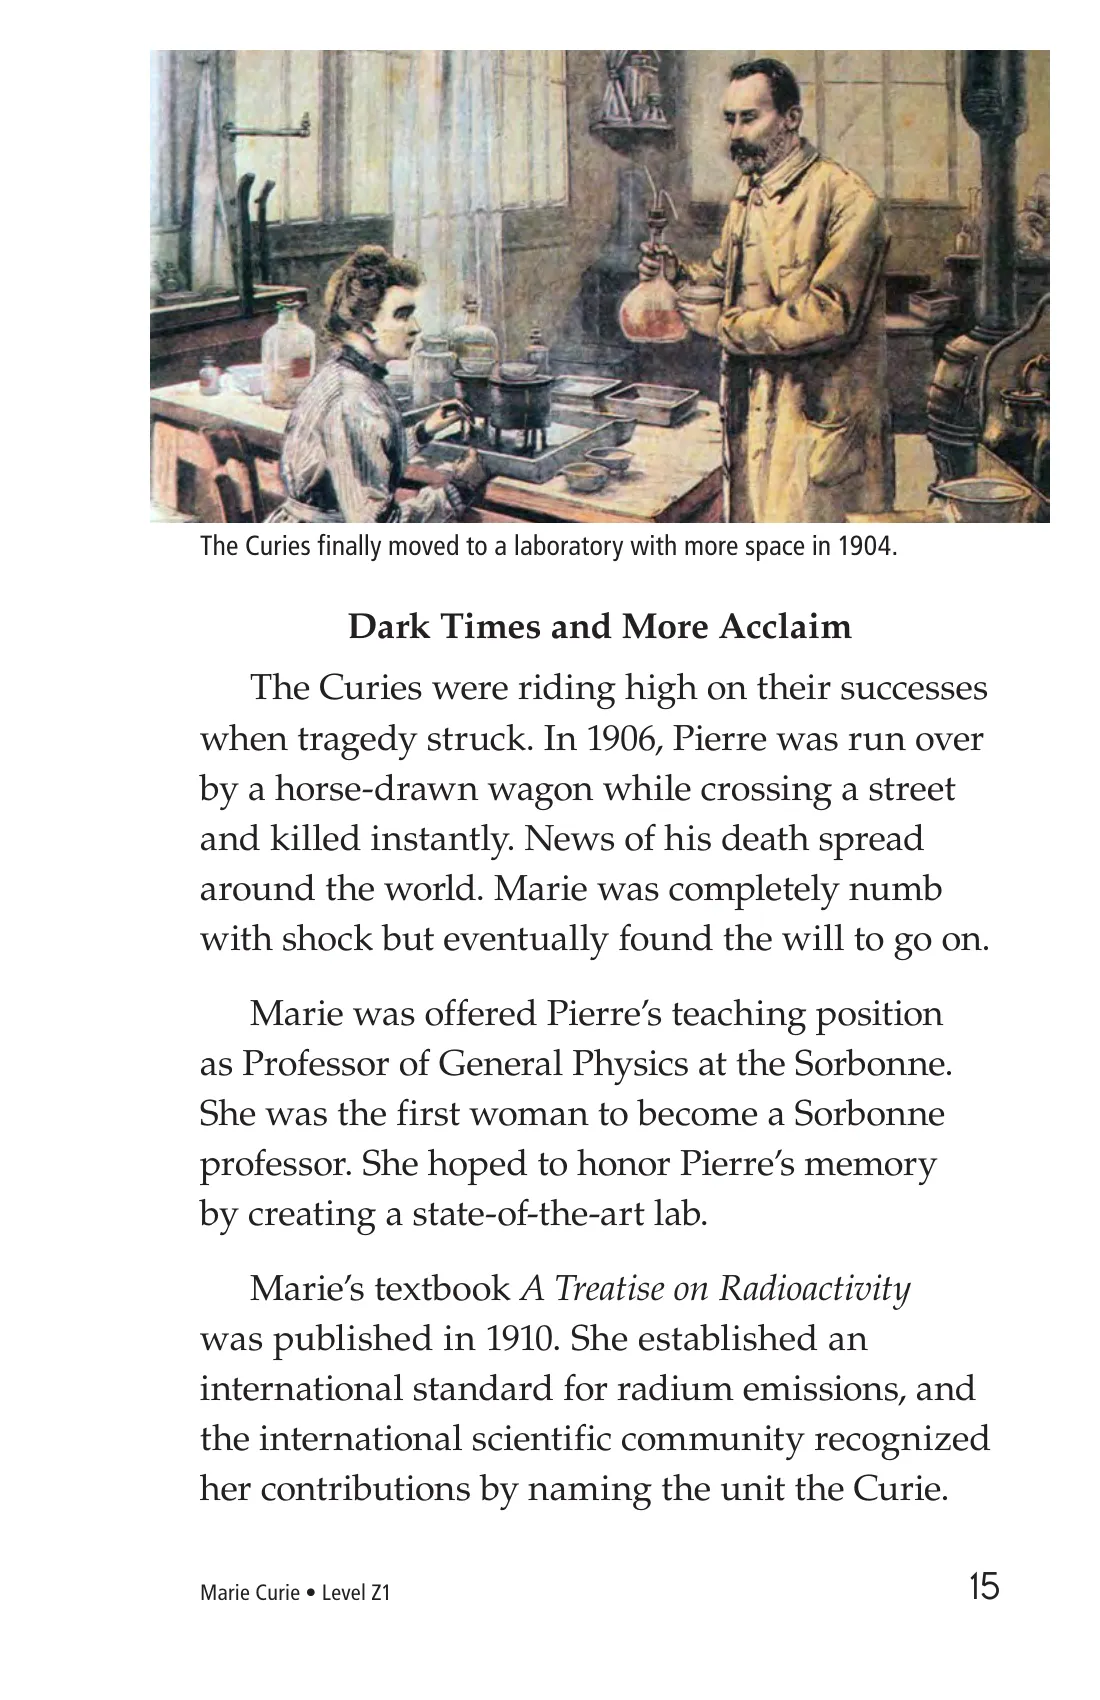 The Curies finally moved to a laboratory with more space in 1904.
Dark Times and More Acclaim
The Curies were riding high on their successes
when tragedy struck. In 1906, Pierre was run over
by a horse-drawn wagon while crossing a street
and killed instantly. News of his death spread
around the world. Marie was completely numb
with shock but eventually found the will to go on.
Marie was offered Pierre’s teaching position
as Professor of General Physics at the Sorbonne.
She was the first woman to become a Sorbonne
professor. She hoped to honor Pierre’s memory
by creating a state-of-the-art lab.
Marie’s textbook A Treatise on Radioactivity
was published in 1910. She established an
international standard for radium emissions, and
the international scientific community recognized
her contributions by naming the unit the Curie.
Marie Curie • Level Z1
15